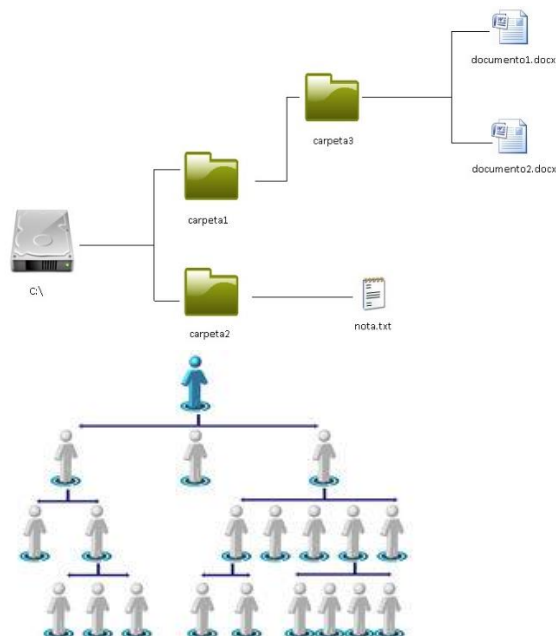 documento1.docx
carpeta3
documento2.docx
carpeta1
C:\
carpeta2
nota.txt